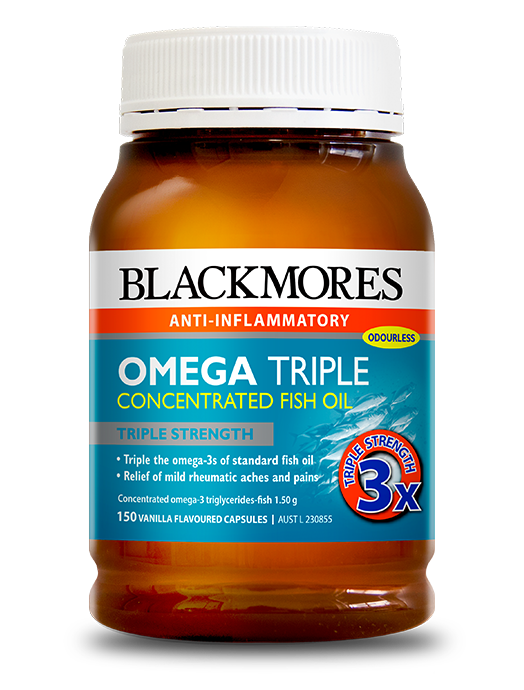 BLACKMORES
ANTI-INFLAMMATORY
ODOURLESS
OMEGA TRIPLE
CONCENTRATED FISH OIL
TRIPLE STRENGTH
• Triple the omega-3s of standard fish oil
• Relief of mild rheumatic aches and pains
TRIPLE STRENGTH
3x
Concentrated omega-3 triglycerides-fish 1.50 g
150 VANILLA FLAVOURED CAPSULES | AUST L 230855